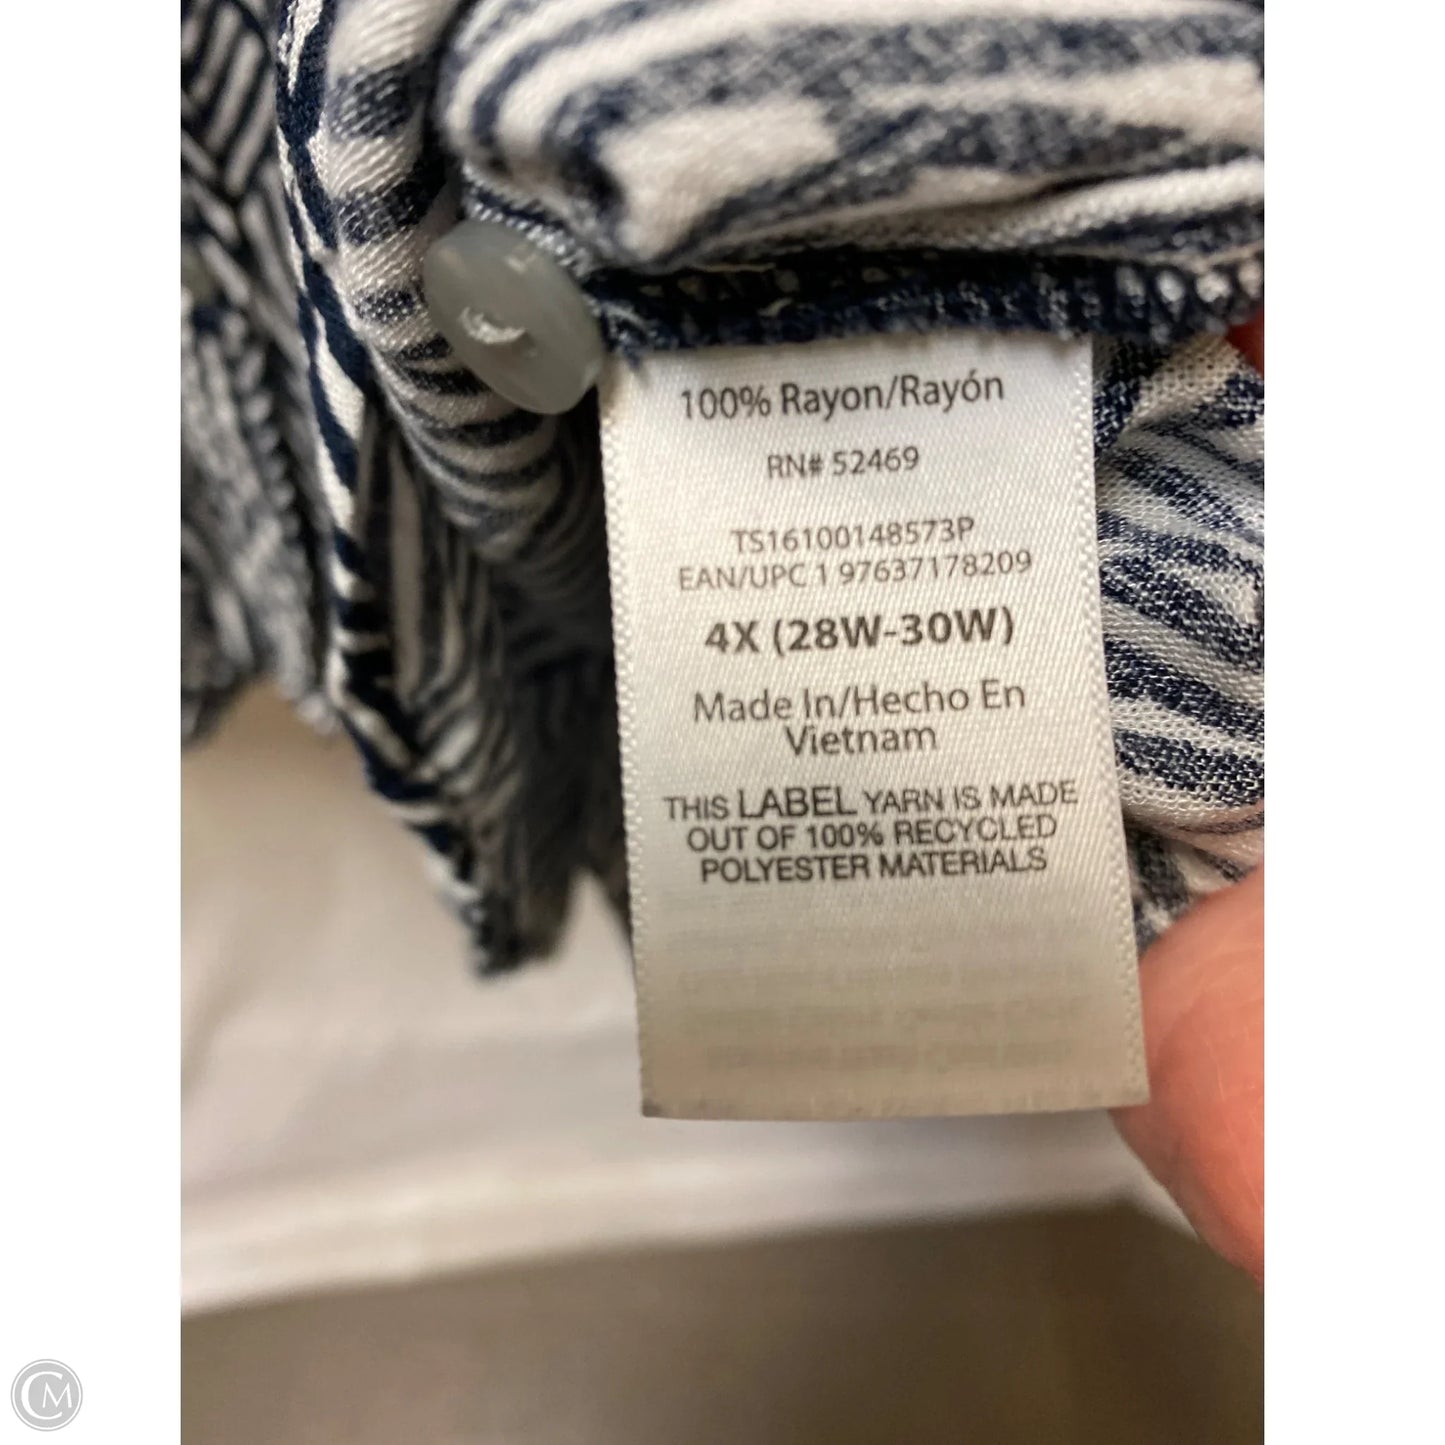 100% Rayon/Rayón
RN# 52469
TS16100148573P
EAN/UPC 1 97637178209
4X (28W-30W)
Made In/Hecho En
Vietnam
THIS LABEL YARN IS MADE
OUT OF 100% RECYCLED
POLYESTER MATERIALS
CM